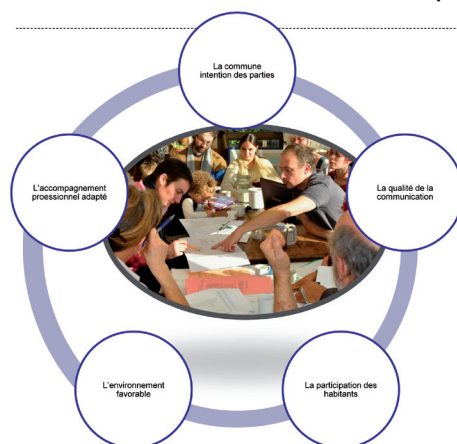 La commune
intention des parties
L'accompagnement
proessionnel adapté
La qualité de la
communication
L'environnement
favorable
La participation des
habitants